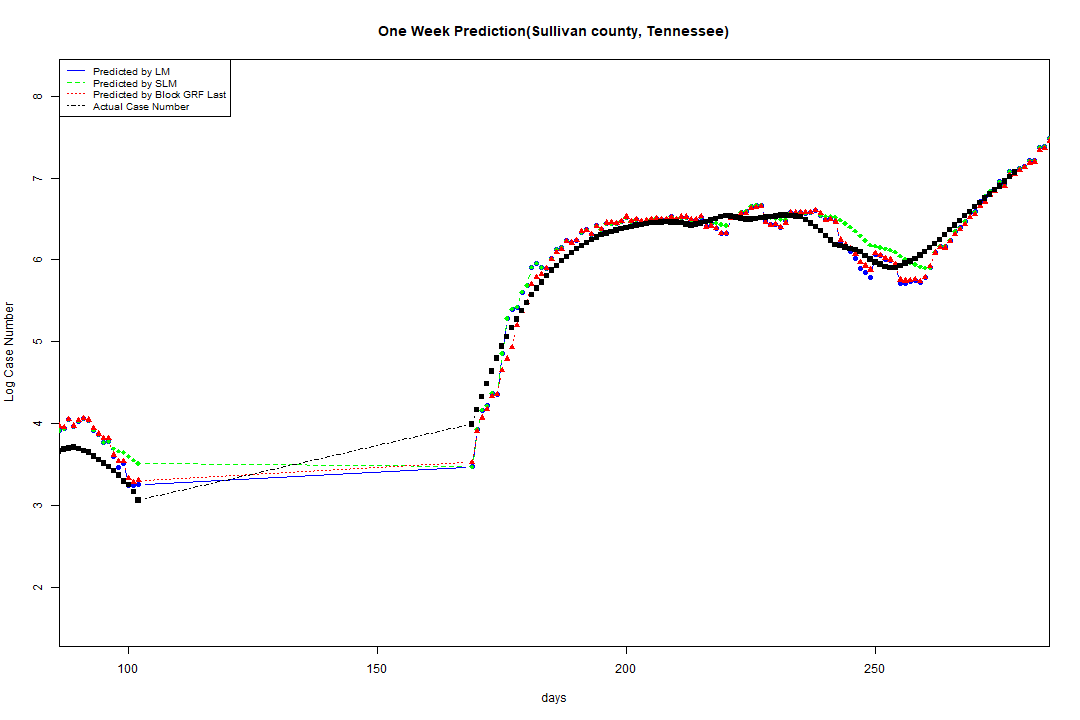 One Week Prediction(Sullivan county, Tennessee)
Predicted by LM
Predicted by SLM
Predicted by Block GRF Last
Actual Case Number
8
7
6
5
4
3
2
Log Case Number
100 150 200 250
days